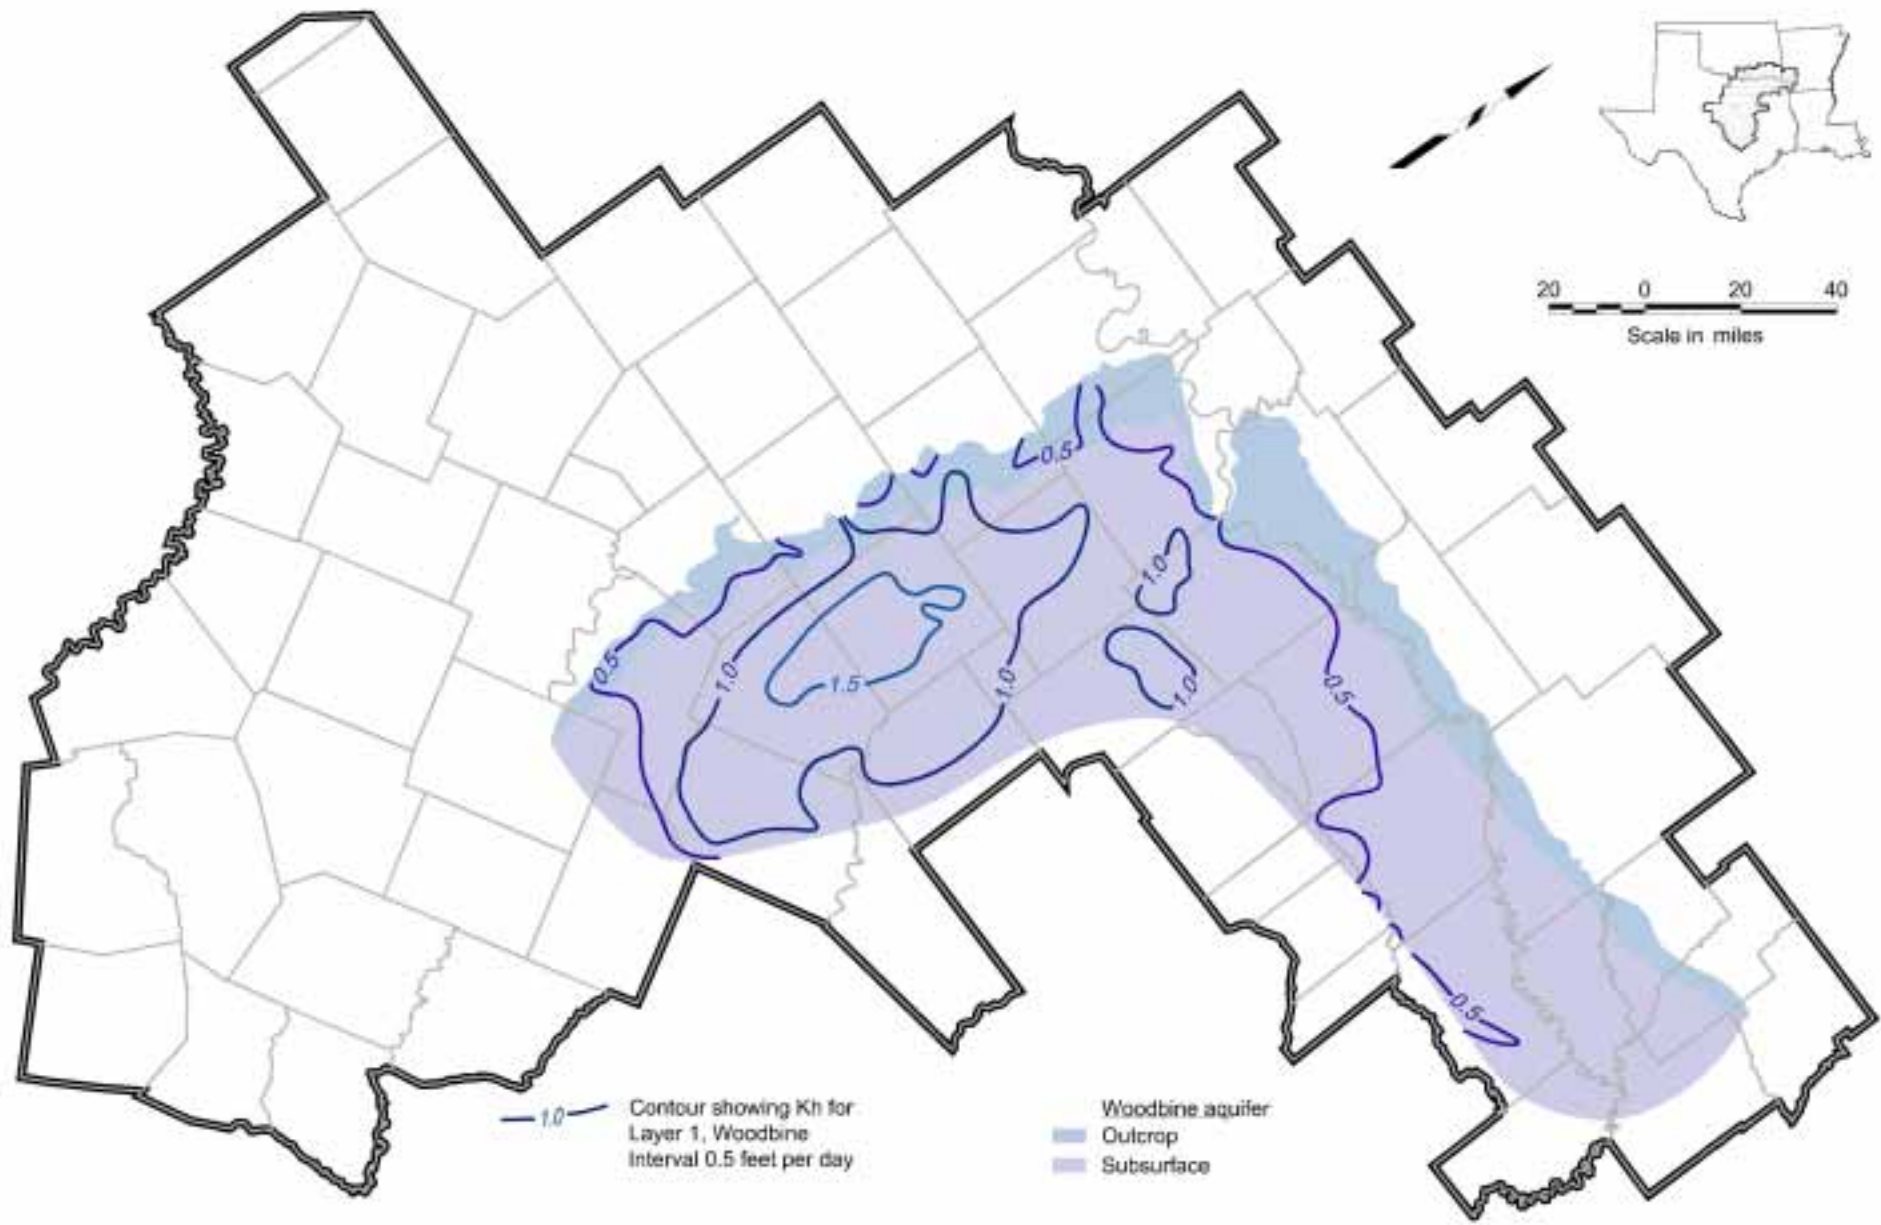 20 0 20 40
Scale in miles
0.5
0.5
1.0
1.0
1.5
1.0
1.0
0.5
0.5
1.0
Contour showing Kh for
Layer 1, Woodbine
Interval 0.5 feet per day
Woodbine aquifer
Outcrop
Subsurface